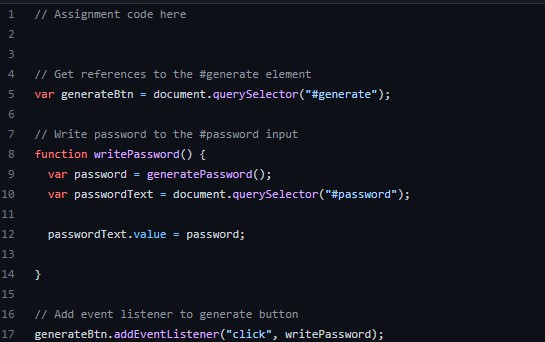 1 // Assignment code here
2
3
4 // Get references to the #generate element
5 var generateBtn = document.querySelector("#generate");
6
7 // Write password to the #password input
8 function writePassword() {
9   var password = generatePassword();
10   var passwordText = document.querySelector("#password");
11
12   passwordText.value = password;
13
14 }
15
16 // Add event listener to generate button
17 generateBtn.addEventListener("click", writePassword);